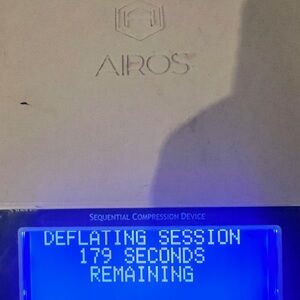 AIROS
SEQUENTIAL COMPRESSION DEVICE
DEFLATING SESSION
179 SECONDS
REMAINING